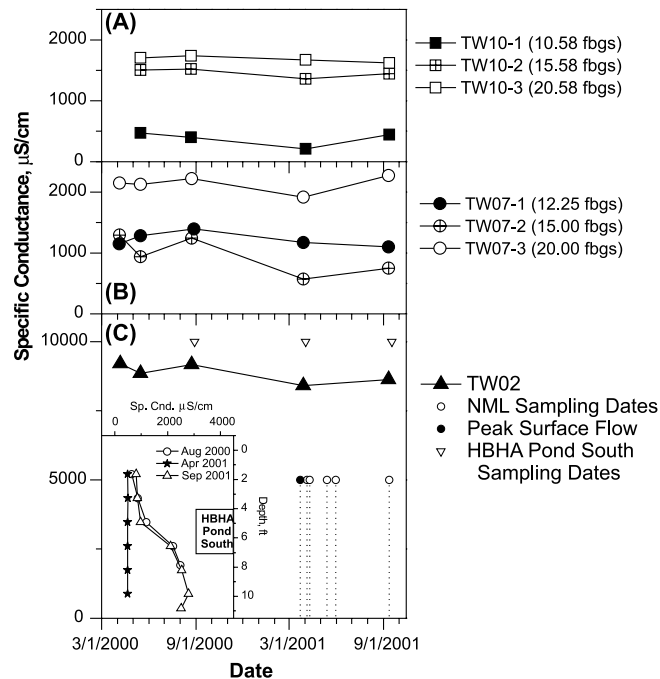 (A)
2000
1500
1000
500
0
TW10-1 (10.58 fbgs)
TW10-2 (15.58 fbgs)
TW10-3 (20.58 fbgs)
Specific Conductance, µS/cm
(B)
2000
1000
0
TW07-1 (12.25 fbgs)
TW07-2 (15.00 fbgs)
TW07-3 (20.00 fbgs)
(C)
10000
5000
0
TW02
NML Sampling Dates
Peak Surface Flow
HBHA Pond South
Sampling Dates
Sp. Cnd. µS/cm
0 2000 4000
Aug 2000
Apr 2001
Sep 2001
HBHA
Pond
South
0
2
4
6
8
10
Depth, ft
3/1/2000 9/1/2000 3/1/2001 9/1/2001
Date